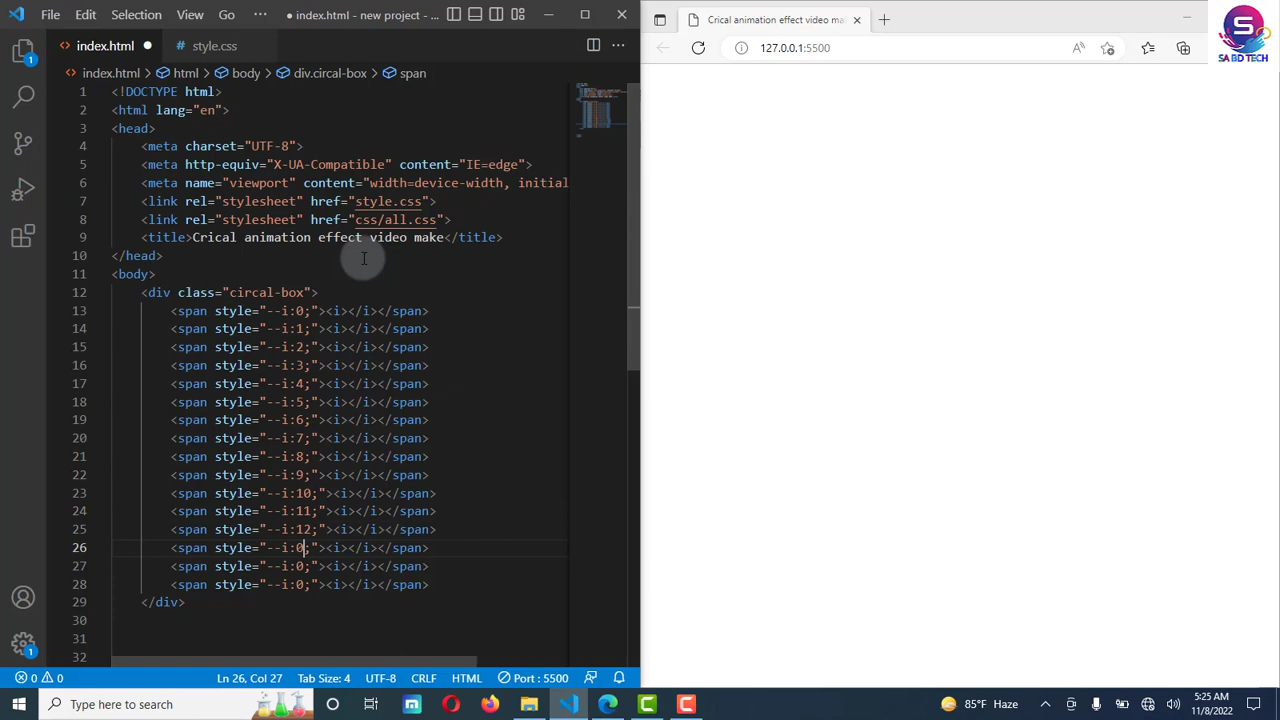 File Edit Selection View Go ··· ● index.html - new project - ...
index.html ● style.css
index.html > html > body > div.circal-box > span
1 <!DOCTYPE html>
2 <html lang="en">
3 <head>
4 <meta charset="UTF-8">
5 <meta http-equiv="X-UA-Compatible" content="IE=edge">
6 <meta name="viewport" content="width=device-width, initial
7 <link rel="stylesheet" href="style.css">
8 <link rel="stylesheet" href="css/all.css">
9 <title>Crical animation effect video make</title>
10 </head>
11 <body>
12 <div class="circal-box">
13 <span style="--i:0;"><i></i></span>
14 <span style="--i:1;"><i></i></span>
15 <span style="--i:2;"><i></i></span>
16 <span style="--i:3;"><i></i></span>
17 <span style="--i:4;"><i></i></span>
18 <span style="--i:5;"><i></i></span>
19 <span style="--i:6;"><i></i></span>
20 <span style="--i:7;"><i></i></span>
21 <span style="--i:8;"><i></i></span>
22 <span style="--i:9;"><i></i></span>
23 <span style="--i:10;"><i></i></span>
24 <span style="--i:11;"><i></i></span>
25 <span style="--i:12;"><i></i></span>
26 <span style="--i:0;"><i></i></span>
27 <span style="--i:0;"><i></i></span>
28 <span style="--i:0;"><i></i></span>
29 </div>
30
31
32
1
1
0 0 Ln 26, Col 27 Tab Size: 4 UTF-8 CRLF HTML Port : 5500
Crical animation effect video ma
127.0.0.1:5500
S
SA BD TECH
Type here to search
85°F Haze
5:25 AM
11/8/2022